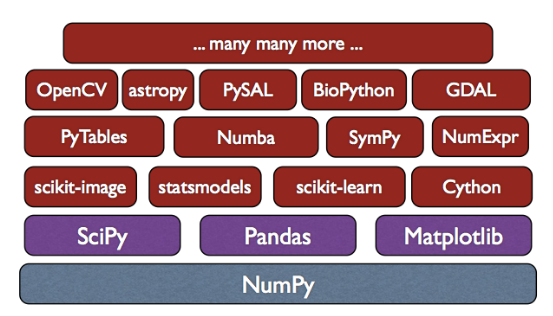 ... many many more ...
OpenCV astropy PySAL BioPython GDAL
PyTables Numba SymPy NumExpr
scikit-image statsmodels scikit-learn Cython
SciPy Pandas Matplotlib
NumPy